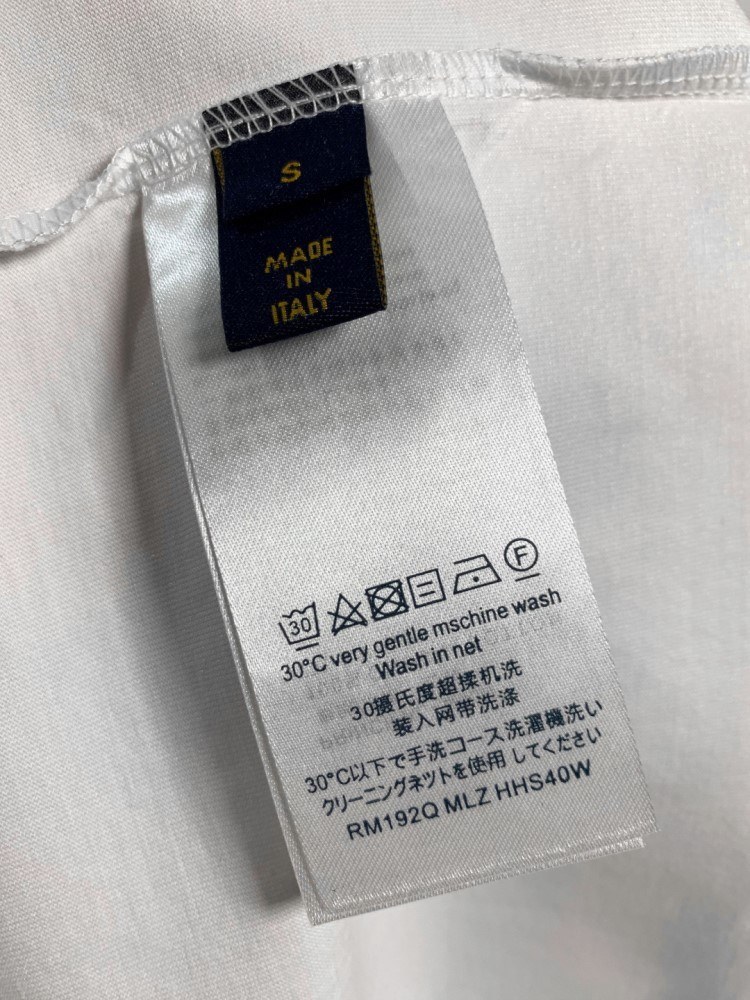 S
MADE
IN
ITALY
30 F
30°C very gentle mschine wash
Wash in net
30摄氏度超揉机洗
装入网带洗涤
30°C以下で手洗コース洗濯機洗い
クリーニングネットを使用 してください
RM192Q MLZ HHS40W